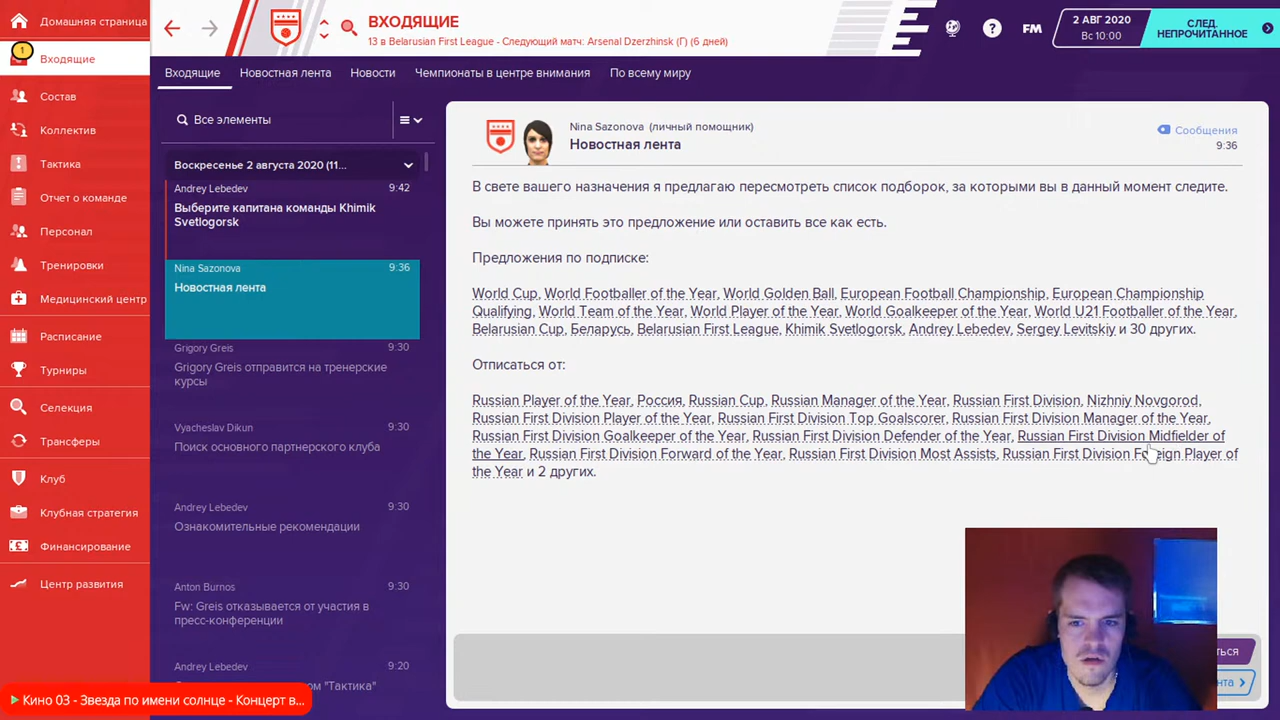 Домашняя страница
1
Входящие
Состав
Коллектив
Тактика
Отчет о команде
Персонал
Тренировки
Медицинский центр
Расписание
Турниры
Селекция
Трансферы
Клуб
Клубная стратегия
Финансирование
Центр развития
Кино 03 - Звезда по имени солнце - Концерт в...
ВХОДЯЩИЕ
13 в Belarusian First League - Следующий матч: Arsenal Dzerzhinsk (Г) (6 дней)
?
FM
2 АВГ 2020
Вс 10:00
СЛЕД.
НЕПРОЧИТАННОЕ
Входящие Новостная лента Новости Чемпионаты в центре внимания По всему миру
Все элементы
Воскресенье 2 августа 2020 (11...
Andrey Lebedev 9:42
Выберите капитана команды Khimik
Svetlogorsk
Nina Sazonova 9:36
Новостная лента
Grigory Greis 9:30
Grigory Greis отправится на тренерские
курсы
Vyacheslav Dikun 9:30
Поиск основного партнерского клуба
Andrey Lebedev 9:30
Ознакомительные рекомендации
Anton Burnos 9:30
Fw: Greis отказывается от участия в
пресс-конференции
Andrey Lebedev 9:20
ом "Тактика"
Nina Sazonova (личный помощник)
Новостная лента
Сообщения
9:36
В свете вашего назначения я предлагаю пересмотреть список подборок, за которыми вы в данный момент следите.
Вы можете принять это предложение или оставить все как есть.
Предложения по подписке:
World Cup, World Footballer of the Year, World Golden Ball, European Football Championship, European Championship
Qualifying, World Team of the Year, World Player of the Year, World Goalkeeper of the Year, World U21 Footballer of the Year,
Belarusian Cup, Беларусь, Belarusian First League, Khimik Svetlogorsk, Andrey Lebedev, Sergey Levitskiy и 30 других.
Отписаться от:
Russian Player of the Year, Россия, Russian Cup, Russian Manager of the Year, Russian First Division, Nizhniy Novgorod,
Russian First Division Player of the Year, Russian First Division Top Goalscorer, Russian First Division Manager of the Year,
Russian First Division Goalkeeper of the Year, Russian First Division Defender of the Year, Russian First Division Midfielder of
the Year, Russian First Division Forward of the Year, Russian First Division Most Assists, Russian First Division Foreign Player of
the Year и 2 других.
ться
нта